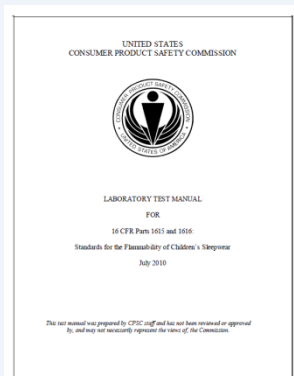 UNITED STATES
CONSUMER PRODUCT SAFETY COMMISSION
CONSUMER PRODUCT SAFETY COMMISSION
UNITED STATES OF AMERICA
LABORATORY TEST MANUAL
FOR
16 CFR Parts 1615 and 1616:
Standards for the Flammability of Children's Sleepwear
July 2010
This test manual was prepared by CPSC staff and has not been reviewed or approved
by, and may not necessarily represent the views of, the Commission.